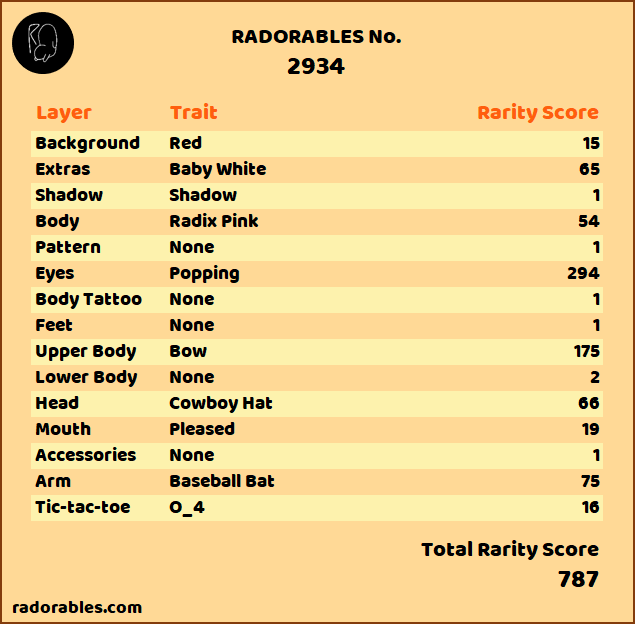 RADORABLES No.
2934
Layer Trait Rarity Score
Background Red 15
Extras Baby White 65
Shadow Shadow 1
Body Radix Pink 54
Pattern None 1
Eyes Popping 294
Body Tattoo None 1
Feet None 1
Upper Body Bow 175
Lower Body None 2
Head Cowboy Hat 66
Mouth Pleased 19
Accessories None 1
Arm Baseball Bat 75
Tic-tac-toe O_4 16
Total Rarity Score
787
radorables.com